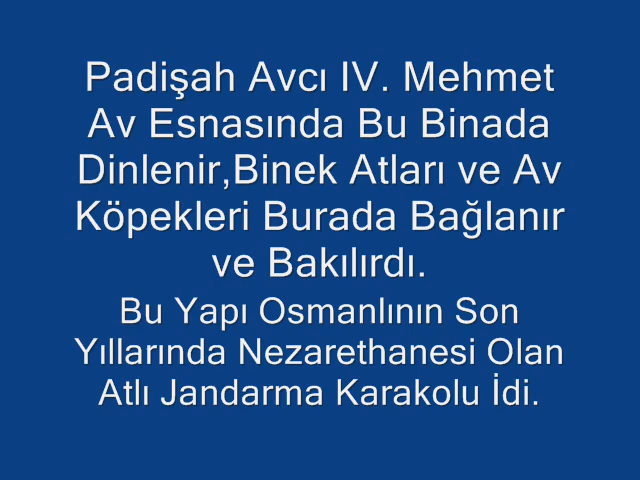 Padişah Avcı IV. Mehmet
Av Esnasında Bu Binada
Dinlenir,Binek Atları ve Av
Köpekleri Burada Bağlanır
ve Bakılırdı.
Bu Yapı Osmanlının Son
Yıllarında Nezarethanesi Olan
Atlı Jandarma Karakolu İdi.